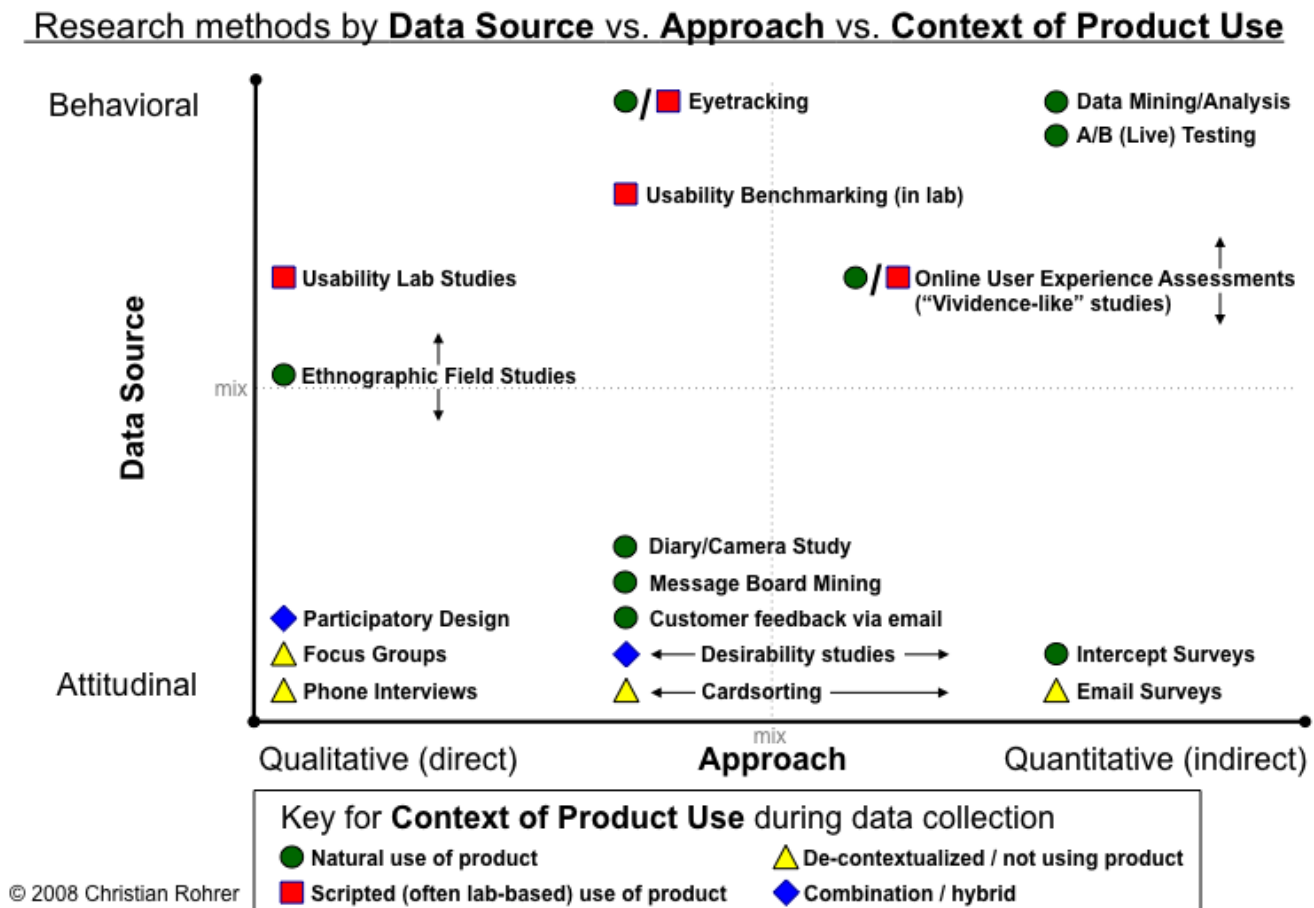 Research methods by Data Source vs. Approach vs. Context of Product Use
Behavioral
/ Eyetracking
Data Mining/Analysis
A/B (Live) Testing
Usability Benchmarking (in lab)
Usability Lab Studies
/ Online User Experience Assessments
(“Vividence-like” studies)
Data Source
Ethnographic Field Studies
mix
Diary/Camera Study
Message Board Mining
Participatory Design
Customer feedback via email
Focus Groups
Desirability studies
Intercept Surveys
Attitudinal
Phone Interviews
Cardsorting
Email Surveys
mix
Qualitative (direct)
Approach
Quantitative (indirect)
Key for Context of Product Use during data collection
Natural use of product
De-contextualized / not using product
© 2008 Christian Rohrer
Scripted (often lab-based) use of product
Combination / hybrid